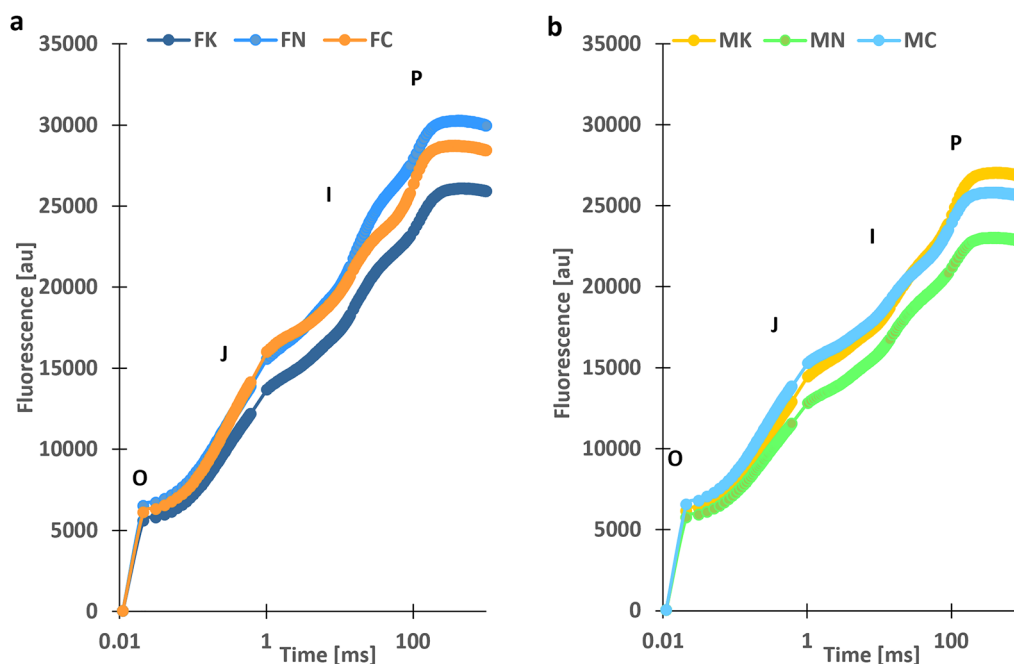 a
FK FN FC
35000
30000
25000
20000
15000
10000
5000
0
Fluorescence [au]
O
J
I
P
0.01 1 100
Time [ms]
b
MK MN MC
35000
30000
25000
20000
15000
10000
5000
0
Fluorescence [au]
O
J
I
P
0.01 1 100
Time [ms]